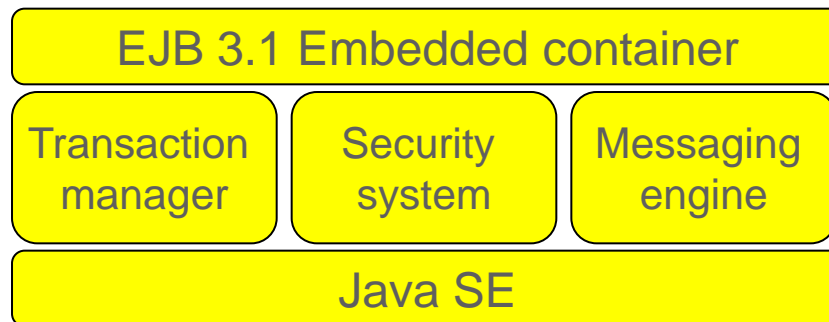 EJB 3.1 Embedded container
Transaction
manager
Security
system
Messaging
engine
Java SE